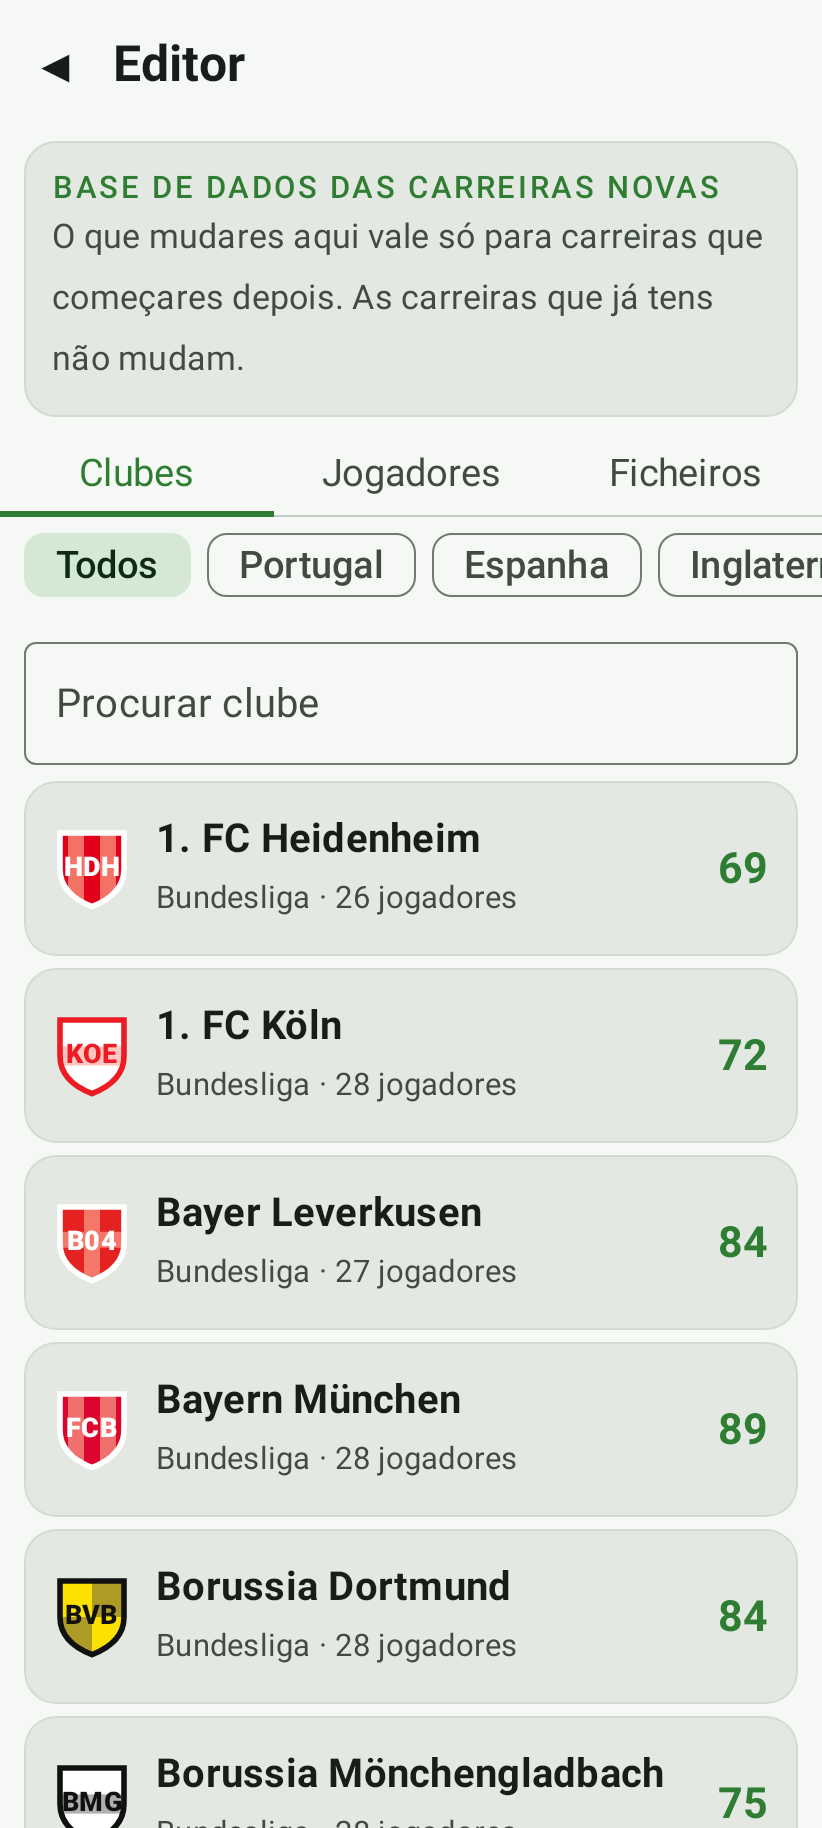 Editor
BASE DE DADOS DAS CARREIRAS NOVAS
O que mudares aqui vale só para carreiras que
começares depois. As carreiras que já tens
não mudam.
Clubes Jogadores Ficheiros
Todos Portugal Espanha Inglater
Procurar clube
HDH
1. FC Heidenheim
Bundesliga · 26 jogadores
69
KOE
1. FC Köln
Bundesliga · 28 jogadores
72
B04
Bayer Leverkusen
Bundesliga · 27 jogadores
84
FCB
Bayern München
Bundesliga · 28 jogadores
89
BVB
Borussia Dortmund
Bundesliga · 28 jogadores
84
BMG
Borussia Mönchengladbach
75